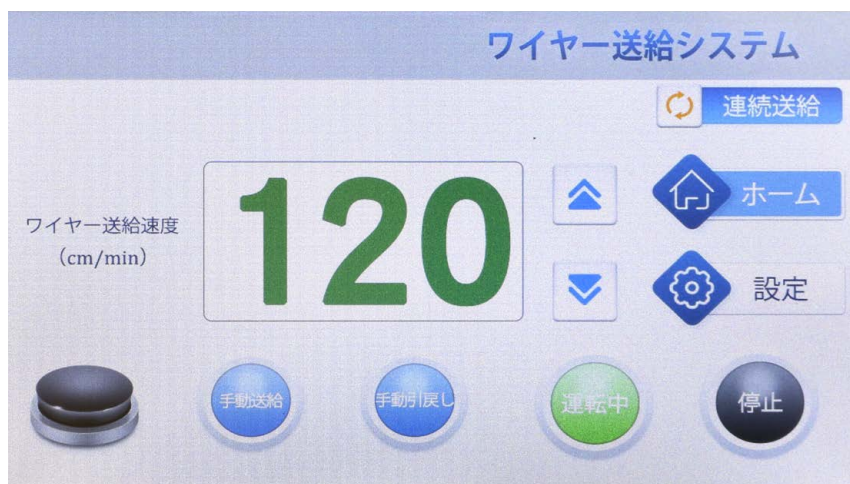 ワイヤー送給システム
連続送給
ワイヤー送給速度
（cm/min）
120
ホーム
設定
手動送給
手動引戻し
運転中
停止